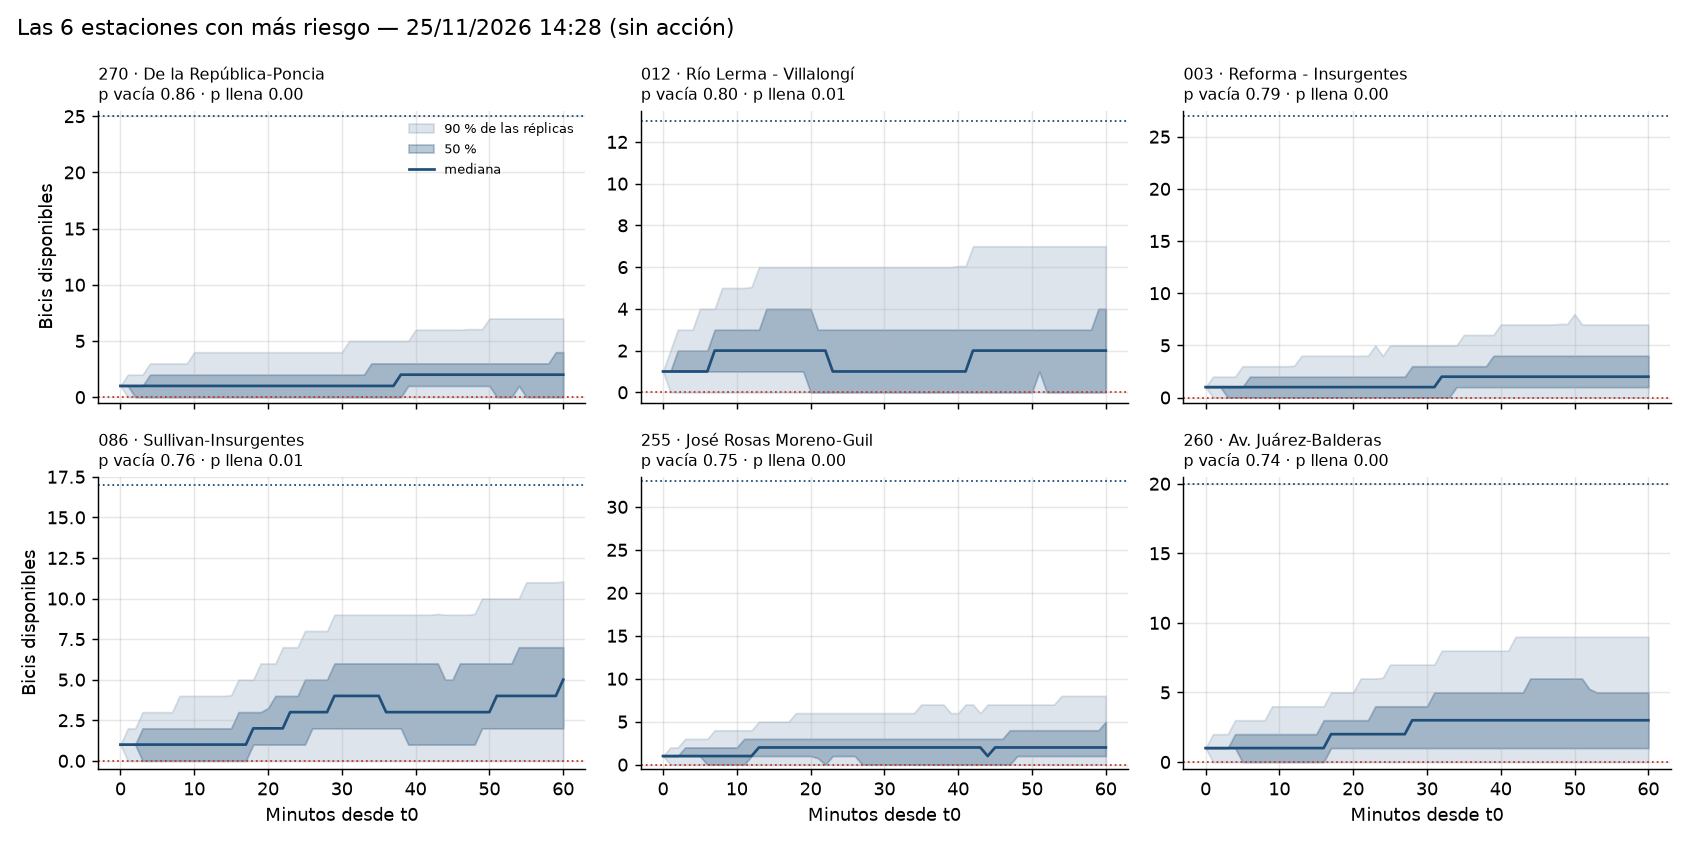 Las 6 estaciones con más riesgo — 25/11/2026 14:28 (sin acción)
270 · De la República-Poncia
p vacía 0.86 · p llena 0.00
25
20
15
10
5
0
Bicis disponibles
90 % de las réplicas
50 %
mediana
012 · Río Lerma - Villalongí
p vacía 0.80 · p llena 0.01
12
10
8
6
4
2
0
003 · Reforma - Insurgentes
p vacía 0.79 · p llena 0.00
25
20
15
10
5
0
086 · Sullivan-Insurgentes
p vacía 0.76 · p llena 0.01
17.5
15.0
12.5
10.0
7.5
5.0
2.5
0.0
Bicis disponibles
0 10 20 30 40 50 60
Minutos desde t0
255 · José Rosas Moreno-Guil
p vacía 0.75 · p llena 0.00
30
25
20
15
10
5
0
0 10 20 30 40 50 60
Minutos desde t0
260 · Av. Juárez-Balderas
p vacía 0.74 · p llena 0.00
20
15
10
5
0
0 10 20 30 40 50 60
Minutos desde t0